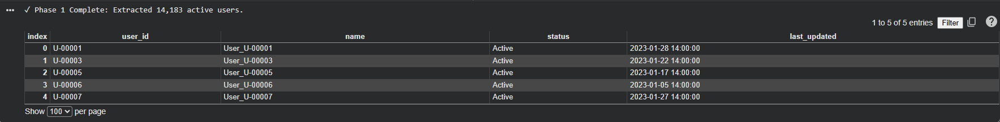 ✓ Phase 1 Complete: Extracted 14,183 active users.
1 to 5 of 5 entries Filter
index user_id name status last_updated
0 U-00001 User_U-00001 Active 2023-01-28 14:00:00
1 U-00003 User_U-00003 Active 2023-01-22 14:00:00
2 U-00005 User_U-00005 Active 2023-01-17 14:00:00
3 U-00006 User_U-00006 Active 2023-01-05 14:00:00
4 U-00007 User_U-00007 Active 2023-01-27 14:00:00
Show 100 per page